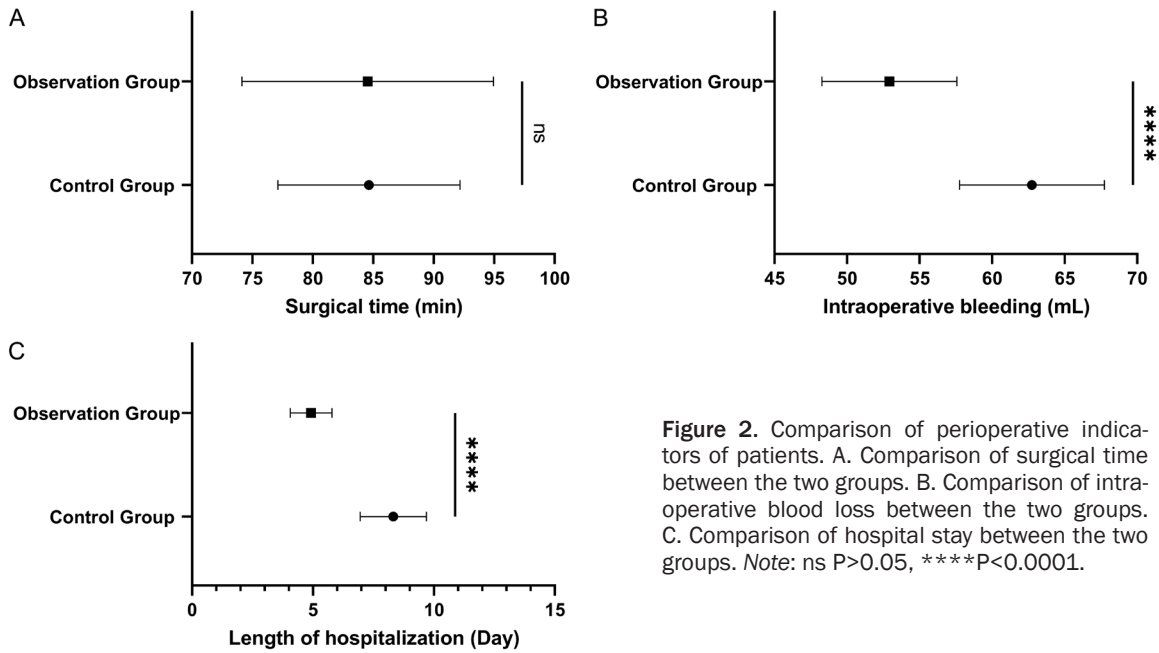 A
Observation Group
Control Group
ns
70 75 80 85 90 95 100
Surgical time (min)
B
Observation Group
Control Group
****
45 50 55 60 65 70
Intraoperative bleeding (mL)
C
Observation Group
Control Group
****
0 5 10 15
Length of hospitalization (Day)
Figure 2. Comparison of perioperative indica-
tors of patients. A. Comparison of surgical time
between the two groups. B. Comparison of intra-
operative blood loss between the two groups.
C. Comparison of hospital stay between the two
groups. Note: ns P>0.05, ****P<0.0001.